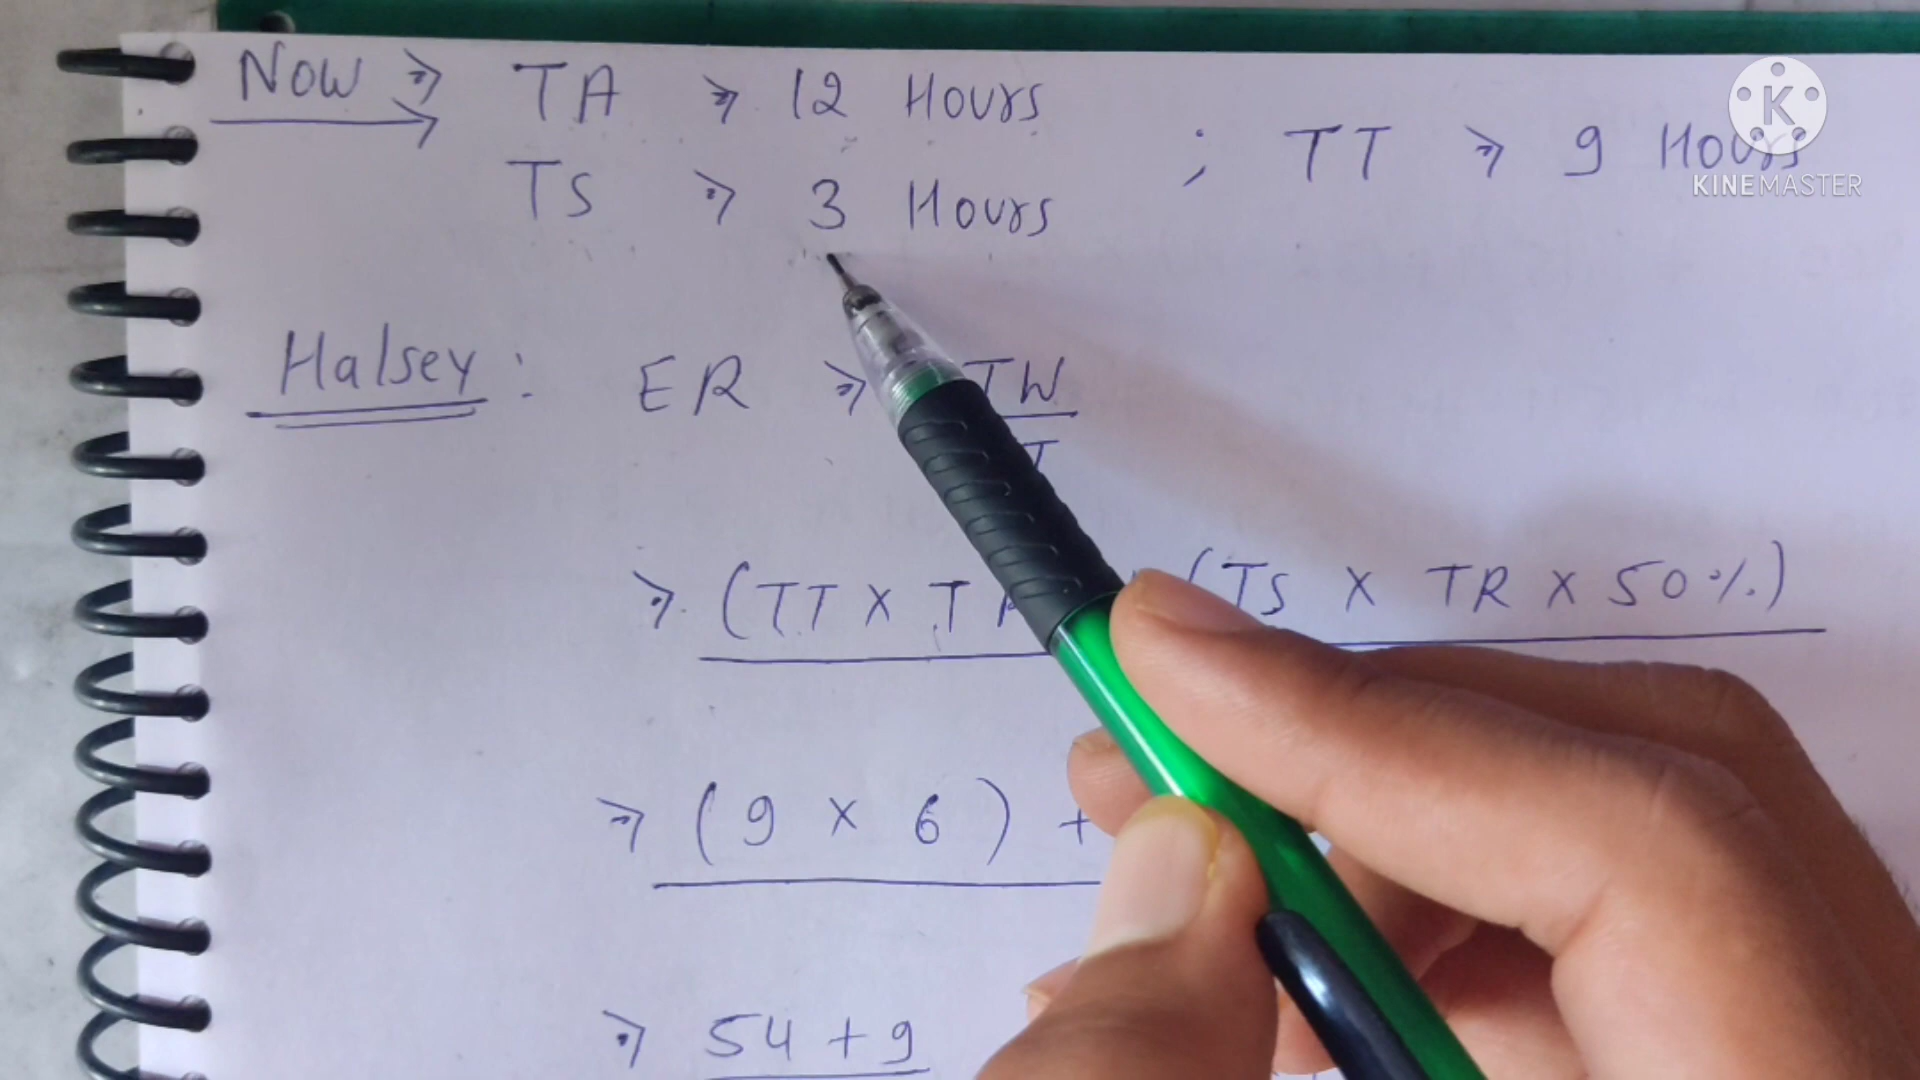 Now => TA => 12 Hours
TS => 3 Hours ; TT => 9 Hours
KINEMASTER
Halsey : ER => TW
T
=> (TT X T (TS X TR X 50%)
=> (9 X 6) +
=> 54 + 9